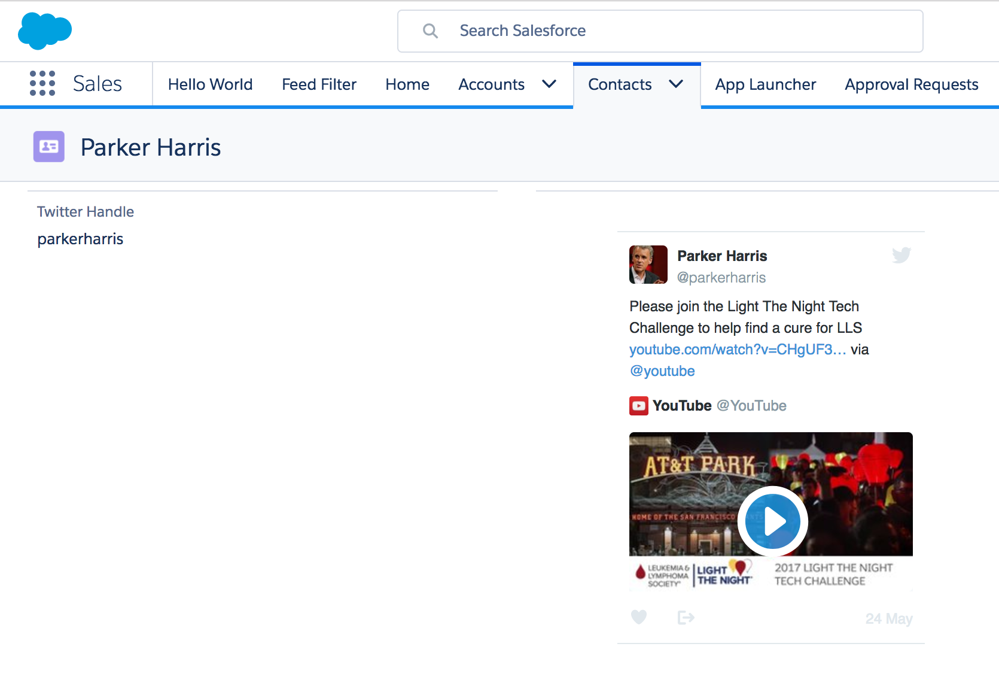 Search Salesforce
Sales
Hello World
Feed Filter
Home
Accounts
Contacts
App Launcher
Approval Requests
Parker Harris
Twitter Handle
parkerharris
Parker Harris
@parkerharris
Please join the Light The Night Tech
Challenge to help find a cure for LLS
youtube.com/watch?v=CHgUF3… via
@youtube
YouTube @YouTube
AT&T PARK
HOME OF THE SAN FRANCISCO
LEUKEMIA &
LYMPHOMA
SOCIETY
LIGHT
THE NIGHT
2017 LIGHT THE NIGHT
TECH CHALLENGE
24 May